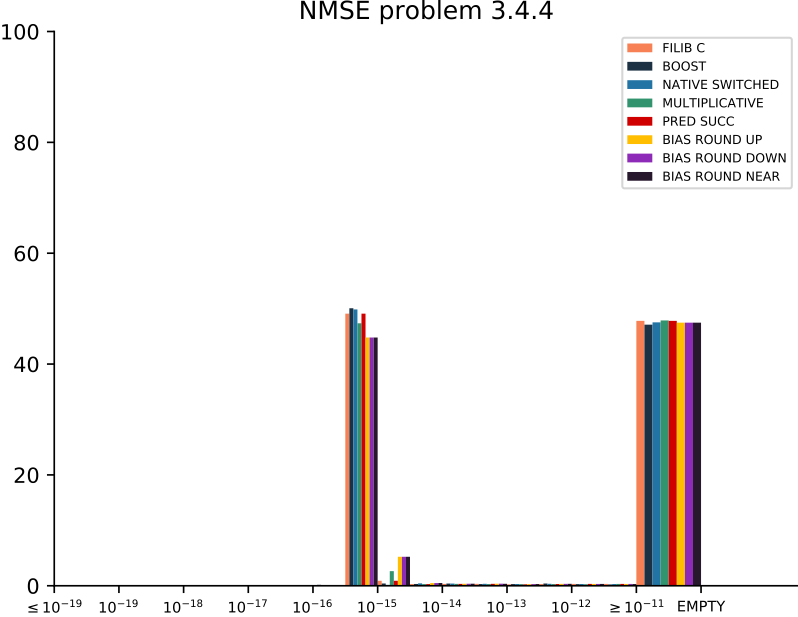 NMSE problem 3.4.4
100
80
60
40
20
0
FILIB C
BOOST
NATIVE SWITCHED
MULTIPLICATIVE
PRED SUCC
BIAS ROUND UP
BIAS ROUND DOWN
BIAS ROUND NEAR
≤10⁻¹⁹ 10⁻¹⁹ 10⁻¹⁸ 10⁻¹⁷ 10⁻¹⁶ 10⁻¹⁵ 10⁻¹⁴ 10⁻¹³ 10⁻¹² ≥10⁻¹¹ EMPTY